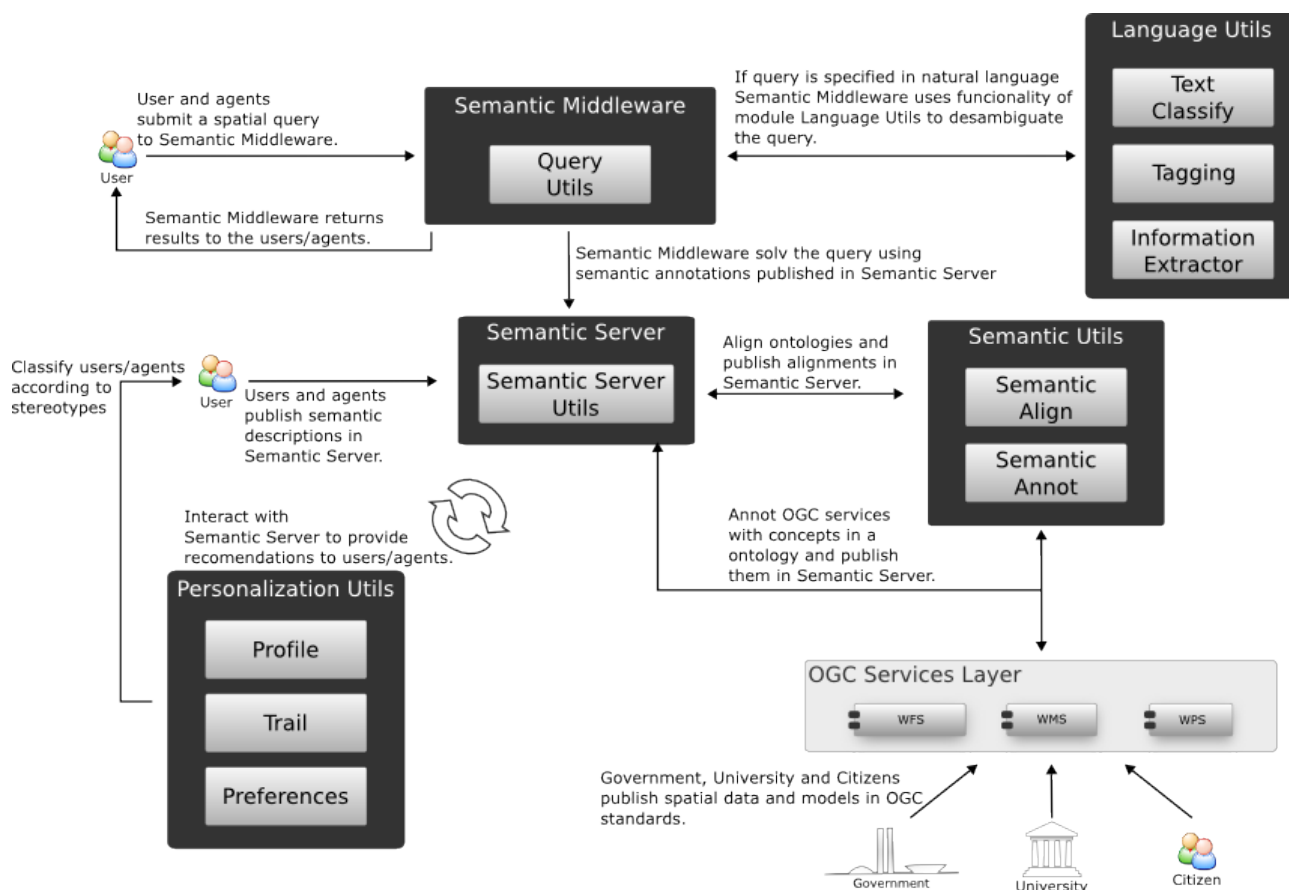 Language Utils
Text
Classify
Tagging
Information
Extractor
If query is specified in natural language
Semantic Middleware uses funcionality of
module Language Utils to desambiguate
the query.
Semantic Middleware
Query
Utils
User and agents
submit a spatial query
to Semantic Middleware.
User
Semantic Middleware returns
results to the users/agents.
Semantic Middleware solv the query using
semantic annotations published in Semantic Server
Semantic Server
Semantic Server
Utils
Align ontologies and
publish alignments in
Semantic Server.
Semantic Utils
Semantic
Align
Semantic
Annot
Classify users/agents
according to
stereotypes
User
Users and agents
publish semantic
descriptions in
Semantic Server.
Interact with
Semantic Server to provide
recomendations to users/agents.
Annot OGC services
with concepts in a
ontology and publish
them in Semantic Server.
Personalization Utils
Profile
Trail
Preferences
OGC Services Layer
WFS
WMS
WPS
Government, University and Citizens
publish spatial data and models in OGC
standards.
Government
University
Citizen